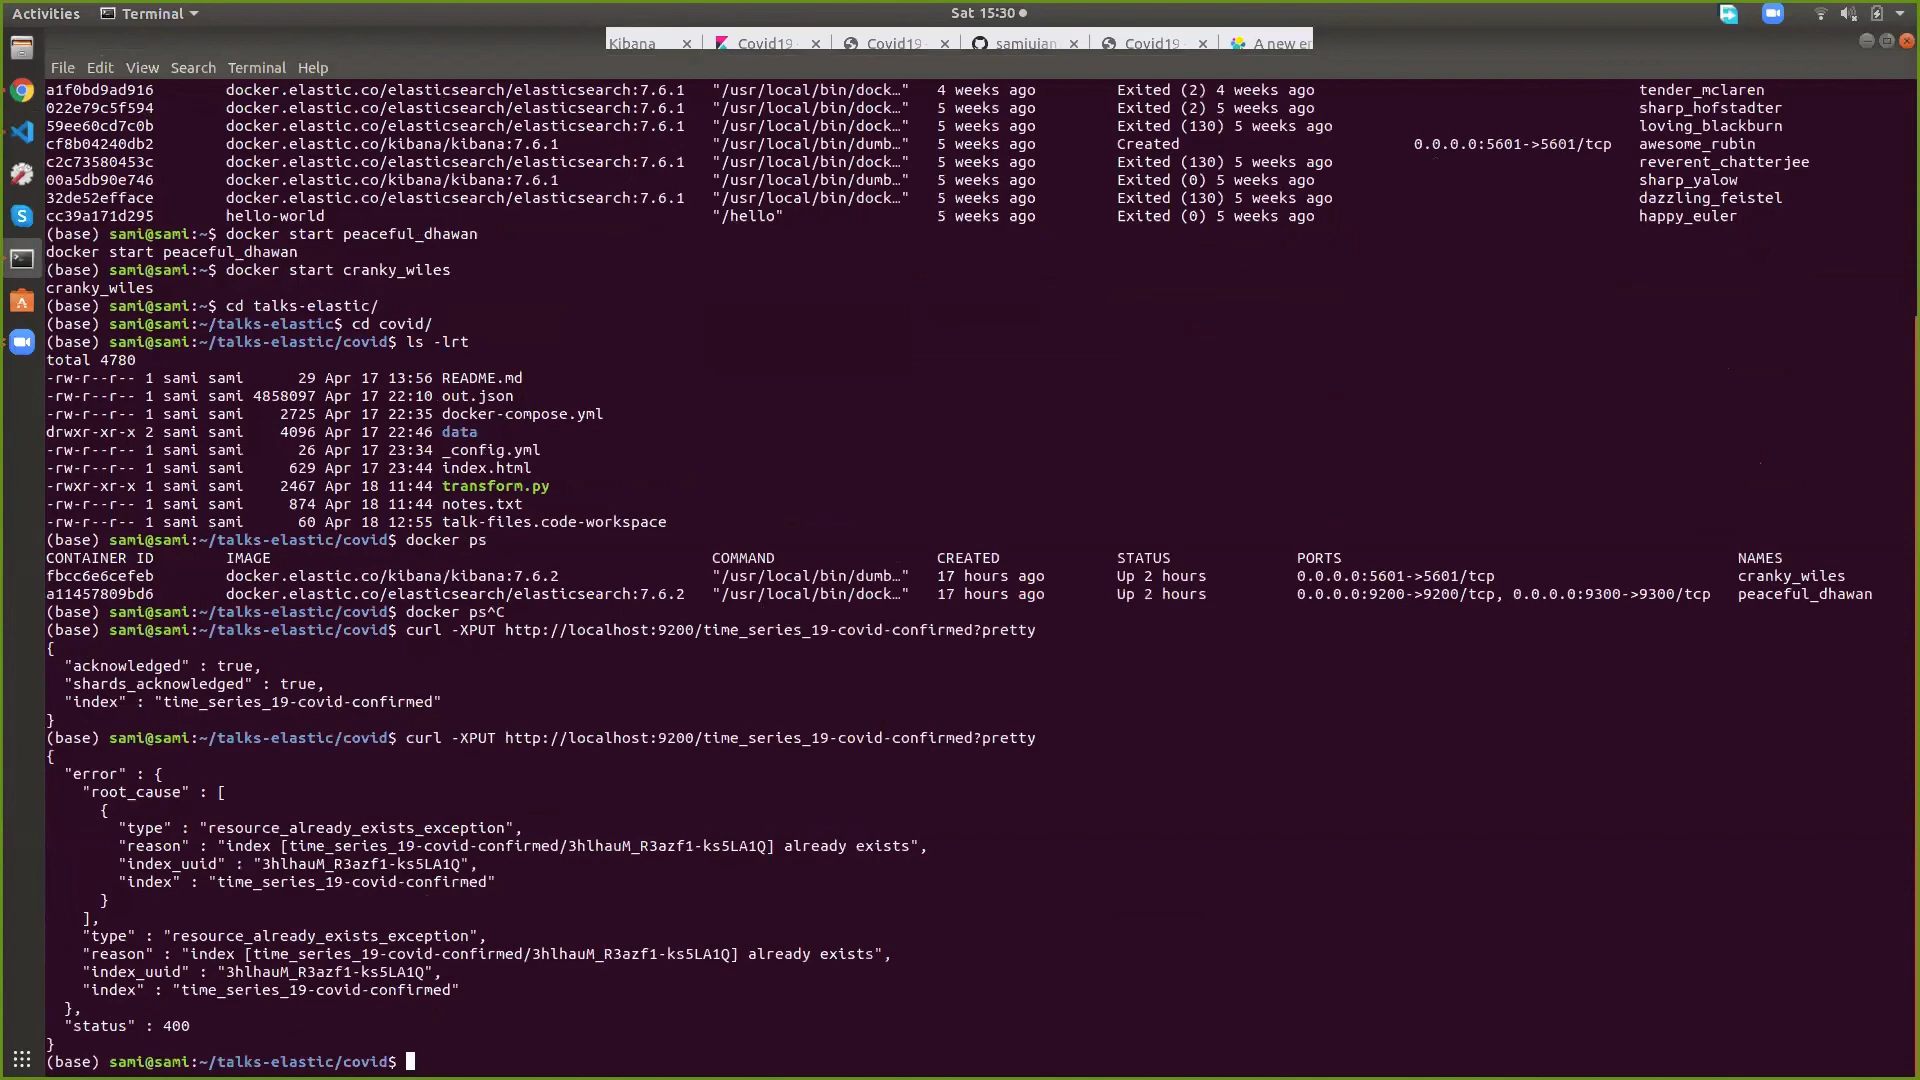 Activities Terminal Sat 15:30
Kibana Covid19 Covid19 samiujan Covid19 A new er
File Edit View Search Terminal Help
a1f0bd9ad916 docker.elastic.co/elasticsearch/elasticsearch:7.6.1 "/usr/local/bin/dock…" 4 weeks ago Exited (2) 4 weeks ago tender_mclaren
022e79c5f594 docker.elastic.co/elasticsearch/elasticsearch:7.6.1 "/usr/local/bin/dock…" 5 weeks ago Exited (2) 5 weeks ago sharp_hofstadter
59ee60cd7c0b docker.elastic.co/elasticsearch/elasticsearch:7.6.1 "/usr/local/bin/dock…" 5 weeks ago Exited (130) 5 weeks ago loving_blackburn
cf8b04240db2 docker.elastic.co/kibana/kibana:7.6.1 "/usr/local/bin/dumb…" 5 weeks ago Created 0.0.0.0:5601->5601/tcp awesome_rubin
c2c73580453c docker.elastic.co/elasticsearch/elasticsearch:7.6.1 "/usr/local/bin/dock…" 5 weeks ago Exited (130) 5 weeks ago reverent_chatterjee
00a5db90e746 docker.elastic.co/kibana/kibana:7.6.1 "/usr/local/bin/dumb…" 5 weeks ago Exited (0) 5 weeks ago sharp_yalow
32de52efface docker.elastic.co/elasticsearch/elasticsearch:7.6.1 "/usr/local/bin/dock…" 5 weeks ago Exited (130) 5 weeks ago dazzling_feistel
cc39a171d295 hello-world "/hello" 5 weeks ago Exited (0) 5 weeks ago happy_euler
(base) sami@sami:~$ docker start peaceful_dhawan
docker start peaceful_dhawan
(base) sami@sami:~$ docker start cranky_wiles
cranky_wiles
(base) sami@sami:~$ cd talks-elastic/
(base) sami@sami:~/talks-elastic$ cd covid/
(base) sami@sami:~/talks-elastic/covid$ ls -lrt
total 4780
-rw-r--r-- 1 sami sami 29 Apr 17 13:56 README.md
-rw-r--r-- 1 sami sami 4858097 Apr 17 22:10 out.json
-rw-r--r-- 1 sami sami 2725 Apr 17 22:35 docker-compose.yml
drwxr-xr-x 2 sami sami 4096 Apr 17 22:46 data
-rw-r--r-- 1 sami sami 26 Apr 17 23:34 _config.yml
-rw-r--r-- 1 sami sami 629 Apr 17 23:44 index.html
-rwxr-xr-x 1 sami sami 2467 Apr 18 11:44 transform.py
-rw-r--r-- 1 sami sami 874 Apr 18 11:44 notes.txt
-rw-r--r-- 1 sami sami 60 Apr 18 12:55 talk-files.code-workspace
(base) sami@sami:~/talks-elastic/covid$ docker ps
CONTAINER ID IMAGE COMMAND CREATED STATUS PORTS NAMES
fbcc6e6cefeb docker.elastic.co/kibana/kibana:7.6.2 "/usr/local/bin/dumb…" 17 hours ago Up 2 hours 0.0.0.0:5601->5601/tcp cranky_wiles
a11457809bd6 docker.elastic.co/elasticsearch/elasticsearch:7.6.2 "/usr/local/bin/dock…" 17 hours ago Up 2 hours 0.0.0.0:9200->9200/tcp, 0.0.0.0:9300->9300/tcp peaceful_dhawan
(base) sami@sami:~/talks-elastic/covid$ docker ps^C
(base) sami@sami:~/talks-elastic/covid$ curl -XPUT http://localhost:9200/time_series_19-covid-confirmed?pretty
{
"acknowledged" : true,
"shards_acknowledged" : true,
"index" : "time_series_19-covid-confirmed"
}
(base) sami@sami:~/talks-elastic/covid$ curl -XPUT http://localhost:9200/time_series_19-covid-confirmed?pretty
{
"error" : {
"root_cause" : [
{
"type" : "resource_already_exists_exception",
"reason" : "index [time_series_19-covid-confirmed/3hlhauM_R3azf1-ks5LA1Q] already exists",
"index_uuid" : "3hlhauM_R3azf1-ks5LA1Q",
"index" : "time_series_19-covid-confirmed"
}
],
"type" : "resource_already_exists_exception",
"reason" : "index [time_series_19-covid-confirmed/3hlhauM_R3azf1-ks5LA1Q] already exists",
"index_uuid" : "3hlhauM_R3azf1-ks5LA1Q",
"index" : "time_series_19-covid-confirmed"
},
"status" : 400
}
(base) sami@sami:~/talks-elastic/covid$